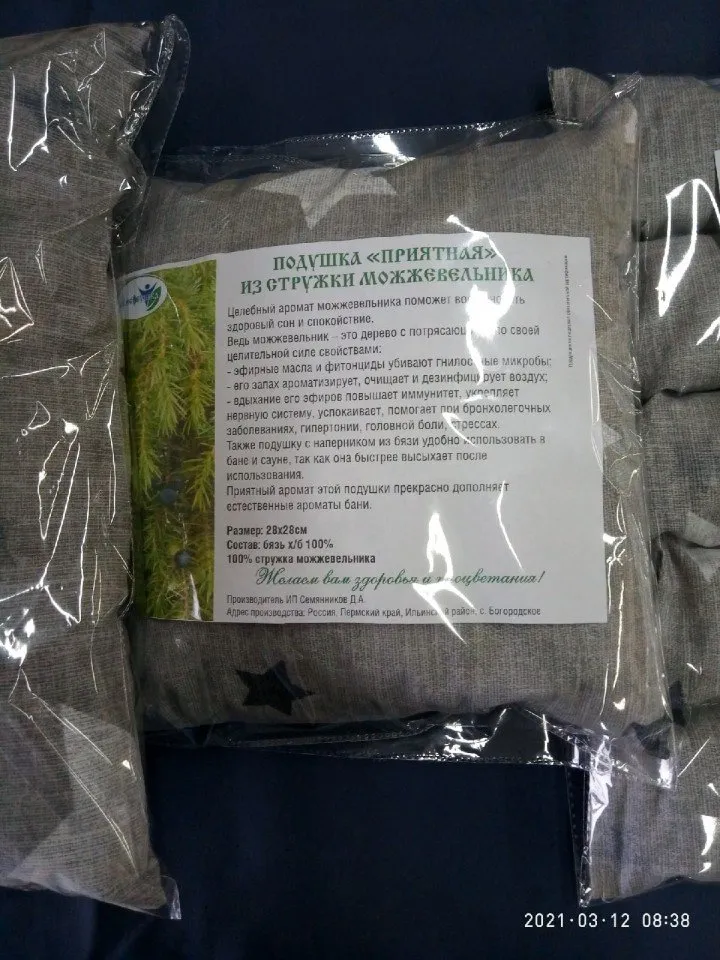 ПОДУШКА «ПРИЯТНАЯ»
ИЗ СТРУЖКИ МОЖЖЕВЕЛЬНИКА
Целебный аромат можжевельника поможет
здоровый сон и спокойствие.
Ведь можжевельник – это дерево с по своей
целительной силе свойствами:
- эфирные масла и фитонциды убивают гнилостные микробы;
- его запах ароматизирует, очищает и дезинфицирует воздух;
- вдыхание его эфиров повышает иммунитет, укрепляет
нервную систему, успокаивает, помогает при бронхолегочных
заболеваниях, гипертонии, головной боли, стрессах.
Также подушку с наперником из бязи удобно использовать в
бане и сауне, так как она быстрее высыхает после
использования.
Приятный аромат этой подушки прекрасно дополняет
естественные ароматы бани.
Размер: 28х28см
Состав: бязь х/б 100%
100% стружка можжевельника
Желаем вам здоровья и процветания!
Производитель ИП Семянников Д.А.
Адрес производства: Россия, Пермский край, Ильинский район, с. Богородское
2021·03·12 08:38